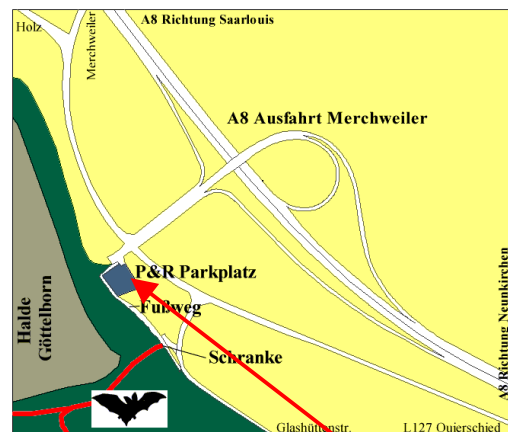 Holz
Merchweiler
A8 Richtung Saarlouis
A8 Ausfahrt Merchweiler
P&R Parkplatz
Fußweg
Schranke
Halde
Göttelborn
A8/Richtung Neunkirchen
Glashüttenstr.
L127 Quierschied